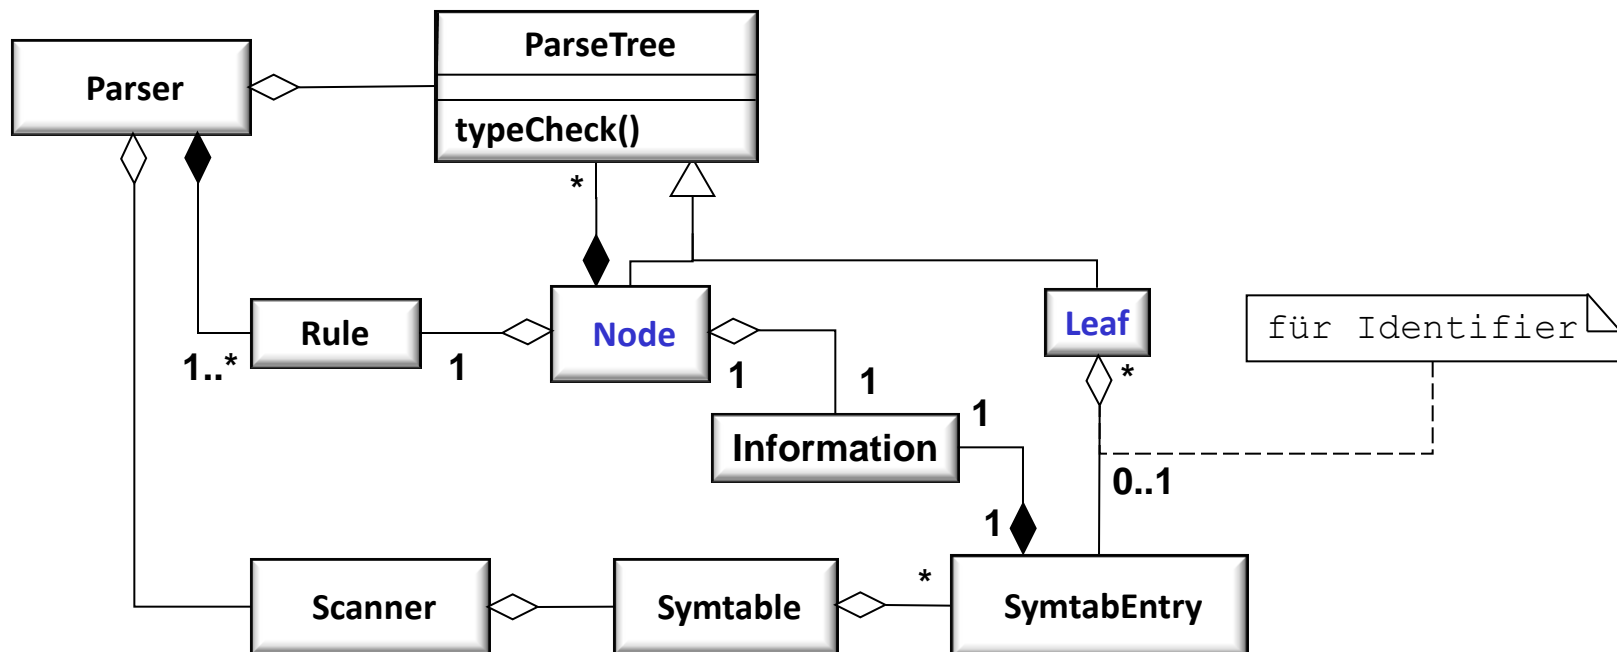 ParseTree
Parser
typeCheck()
*
Rule
Node
Leaf
für Identifier
1..*
1
1
1
*
1
Information
0..1
1
*
Scanner
Symtable
SymtabEntry